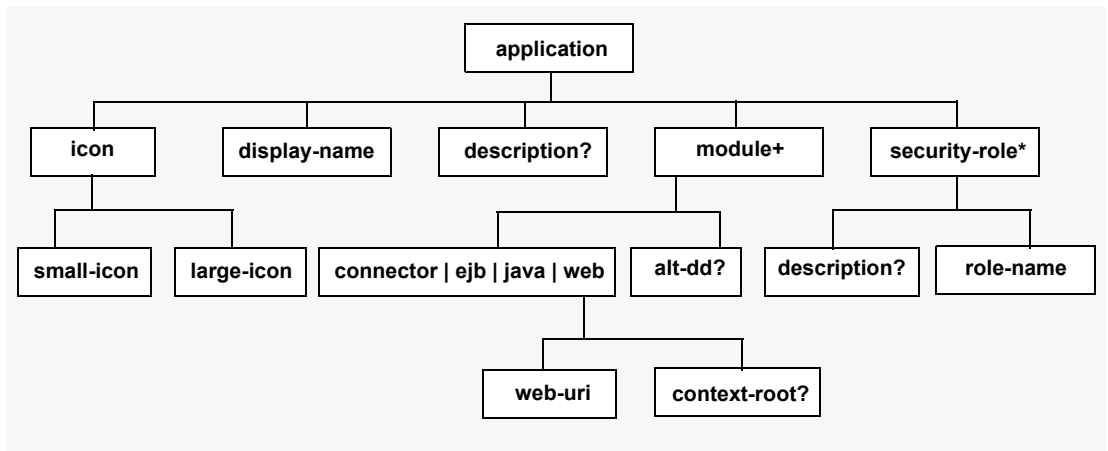 application
icon
display-name
description?
module+
security-role*
small-icon
large-icon
connector | ejb | java | web
alt-dd?
description?
role-name
web-uri
context-root?